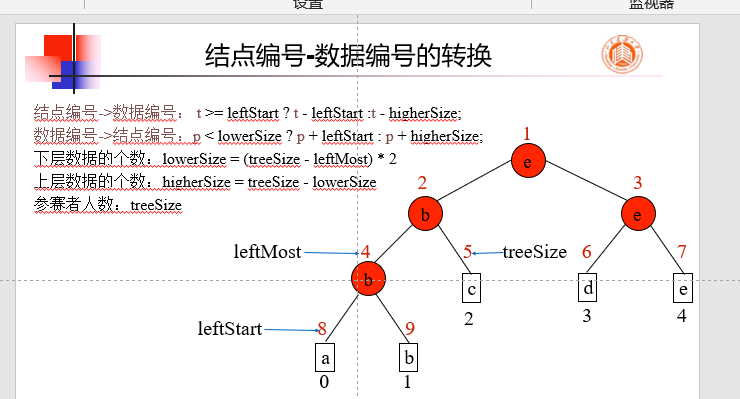 设置
监视器
结点编号-数据编号的转换
结点编号->数据编号：t >= leftStart ? t - leftStart :t - higherSize;
数据编号->结点编号：p < lowerSize ? p + leftStart : p + higherSize;
下层数据的个数：lowerSize = (treeSize - leftMost) * 2
上层数据的个数：higherSize = treeSize - lowerSize
参赛者人数：treeSize
1
e
2
3
b
e
leftMost
4
5
treeSize
6
7
b
c
d
e
2
3
4
leftStart
8
9
a
b
0
1